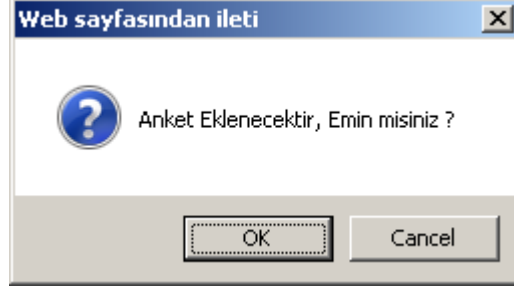 Web sayfasından ileti
Anket Eklenecektir, Emin misiniz ?
OK
Cancel